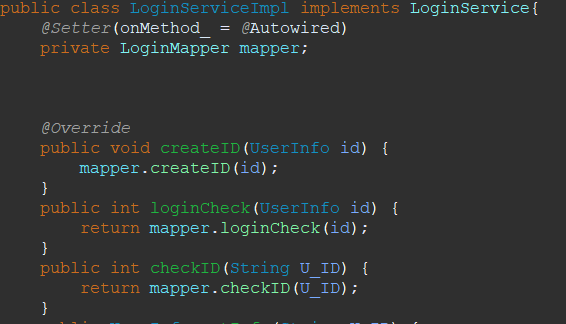 public class LoginServiceImpl implements LoginService{
@Setter(onMethod_ = @Autowired)
private LoginMapper mapper;
@Override
public void createID(UserInfo id) {
mapper.createID(id);
}
public int loginCheck(UserInfo id) {
return mapper.loginCheck(id);
}
public int checkID(String U_ID) {
return mapper.checkID(U_ID);
}